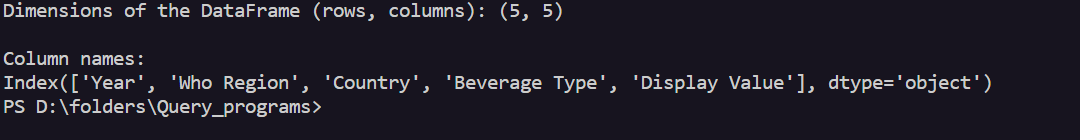 Dimensions of the DataFrame (rows, columns): (5, 5)
Column names:
Index(['Year', 'Who Region', 'Country', 'Beverage Type', 'Display Value'], dtype='object')
PS D:\folders\Query_programs>